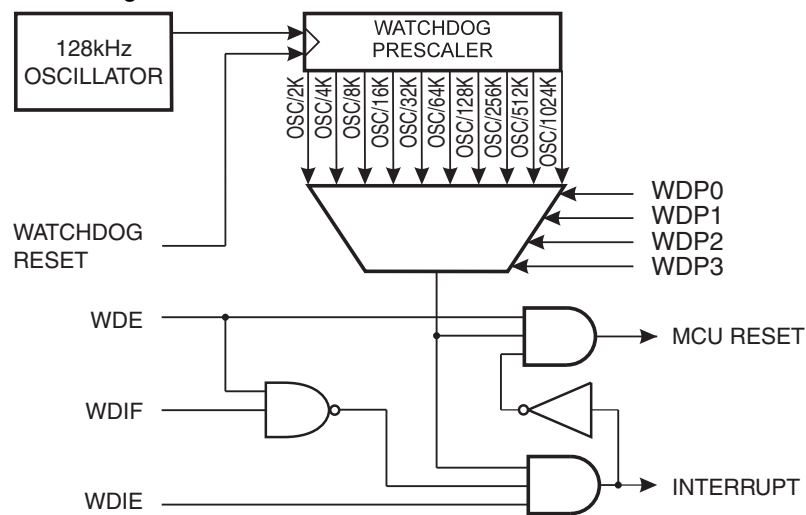 128kHz
OSCILLATOR
WATCHDOG
PRESCALER
OSC/2K
OSC/4K
OSC/8K
OSC/16K
OSC/32K
OSC/64K
OSC/128K
OSC/256K
OSC/512K
OSC/1024K
WATCHDOG
RESET
WDP0
WDP1
WDP2
WDP3
WDE
MCU RESET
WDIF
WDIE
INTERRUPT